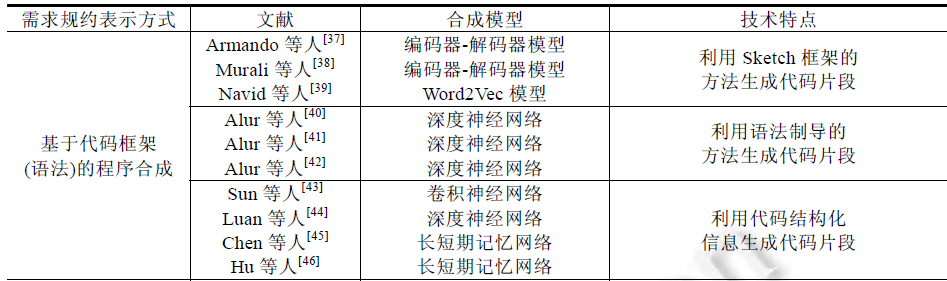 需求规约表示方式 文献 合成模型 技术特点
Armando 等人[37] 编码器-解码器模型
Murali 等人[38] 编码器-解码器模型
Navid 等人[39] Word2Vec 模型
利用 Sketch 框架的
方法生成代码片段
Alur 等人[40] 深度神经网络
Alur 等人[41] 深度神经网络
Alur 等人[42] 深度神经网络
利用语法制导的
方法生成代码片段
基于代码框架
(语法)的程序合成
Sun 等人[43] 卷积神经网络
Luan 等人[44] 深度神经网络
Chen 等人[45] 长短期记忆网络
Hu 等人[46] 长短期记忆网络
利用代码结构化
信息生成代码片段